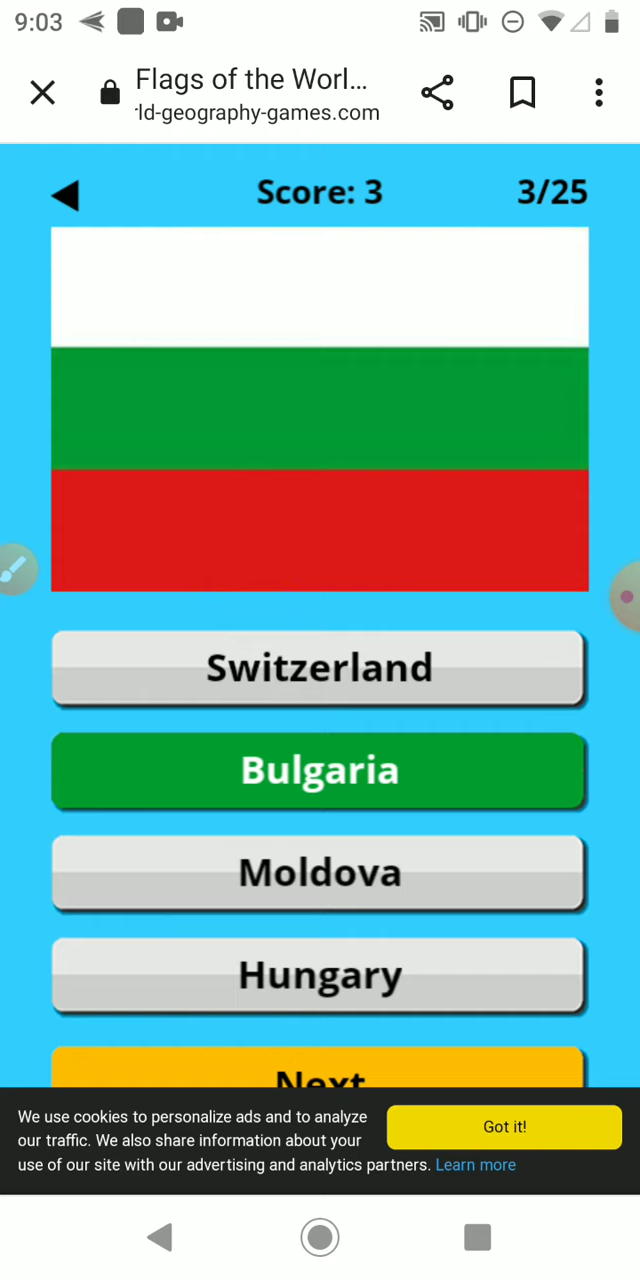 9:03
Flags of the Worl...
ld-geography-games.com
Score: 3
3/25
Switzerland
Bulgaria
Moldova
Hungary
Next
We use cookies to personalize ads and to analyze
our traffic. We also share information about your
use of our site with our advertising and analytics partners. Learn more
Got it!